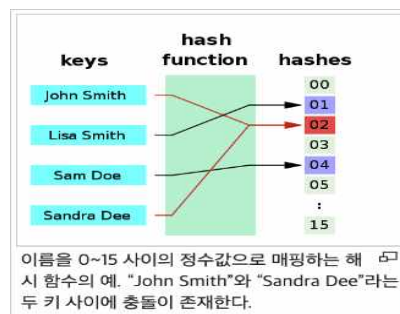 hash
keys function hashes
John Smith
Lisa Smith
Sam Doe
Sandra Dee
00
01
02
03
04
05
:
15
이름을 0~15 사이의 정수값으로 매핑하는 해
시 함수의 예. “John Smith”와 “Sandra Dee”라는
두 키 사이에 충돌이 존재한다.